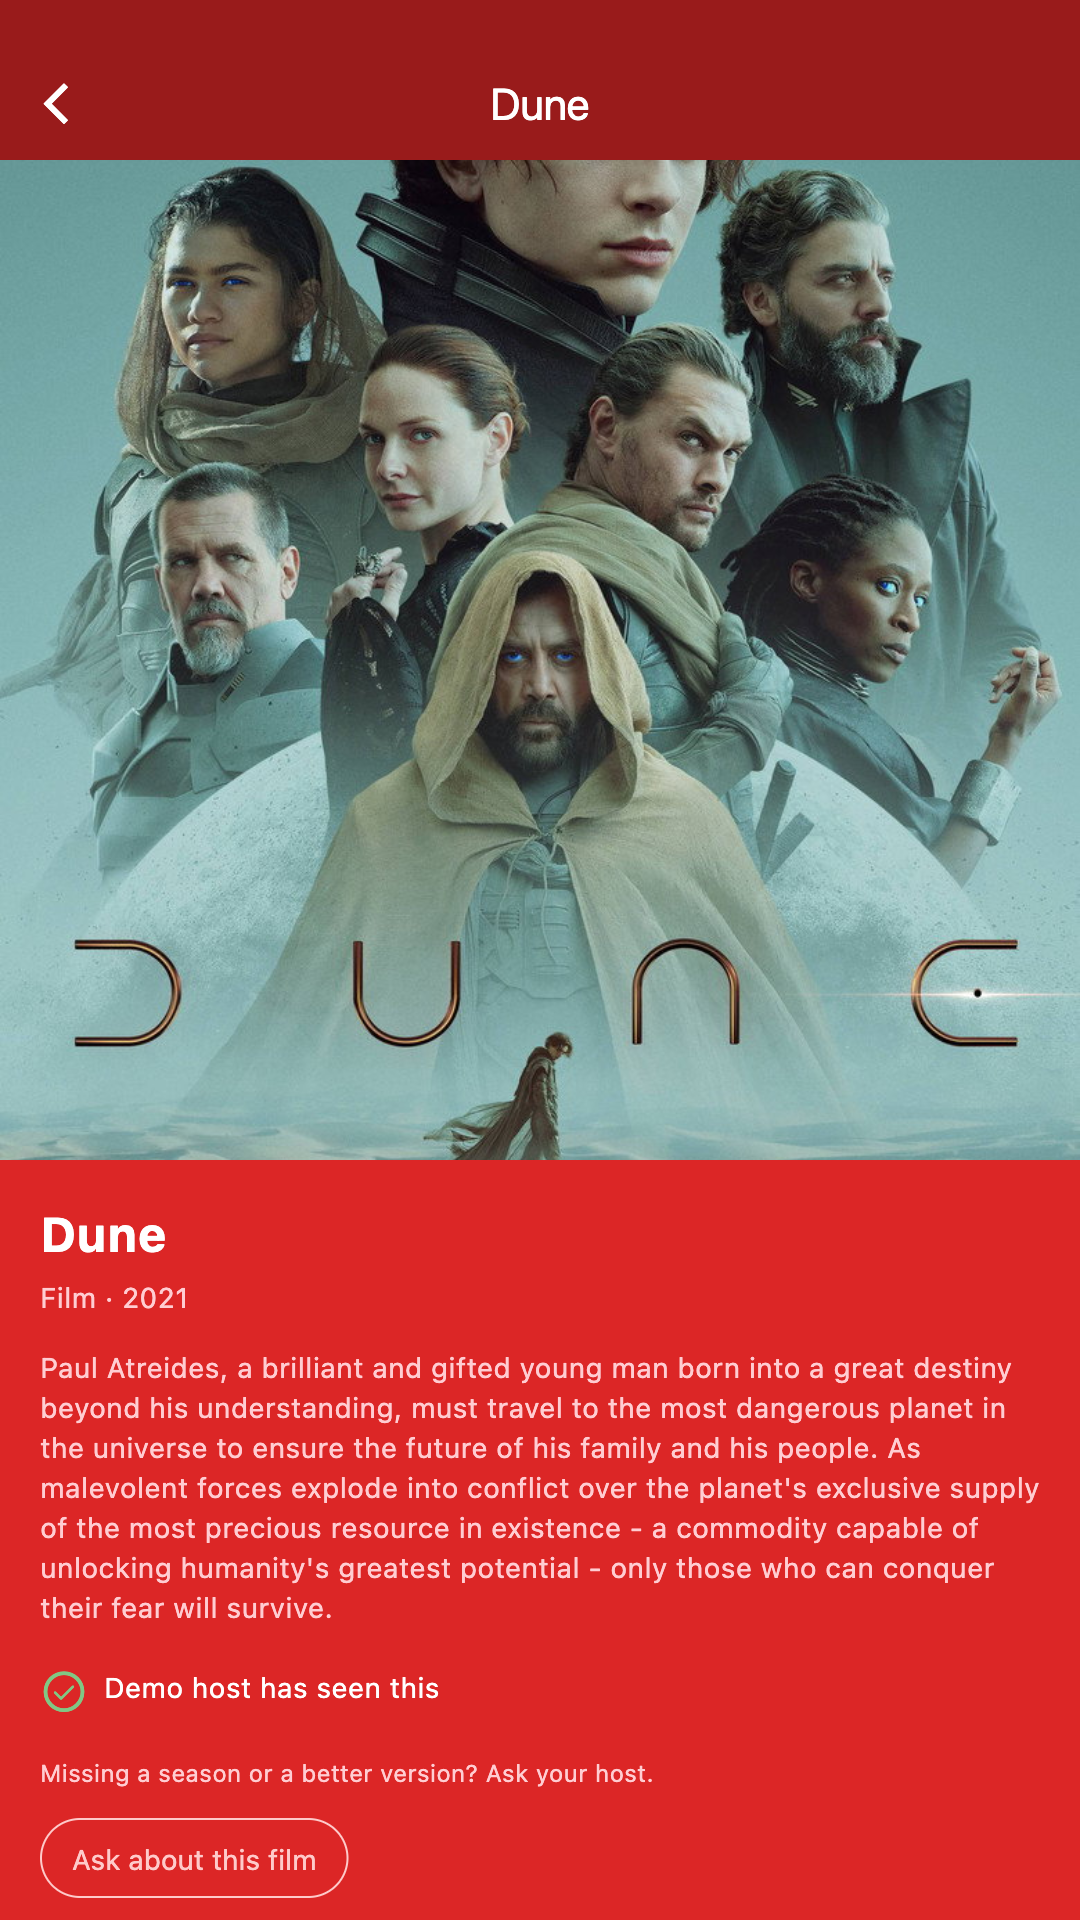 Dune
DUNE
Dune
Film · 2021
Paul Atreides, a brilliant and gifted young man born into a great destiny
beyond his understanding, must travel to the most dangerous planet in
the universe to ensure the future of his family and his people. As
malevolent forces explode into conflict over the planet's exclusive supply
of the most precious resource in existence - a commodity capable of
unlocking humanity's greatest potential - only those who can conquer
their fear will survive.
Demo host has seen this
Missing a season or a better version? Ask your host.
Ask about this film